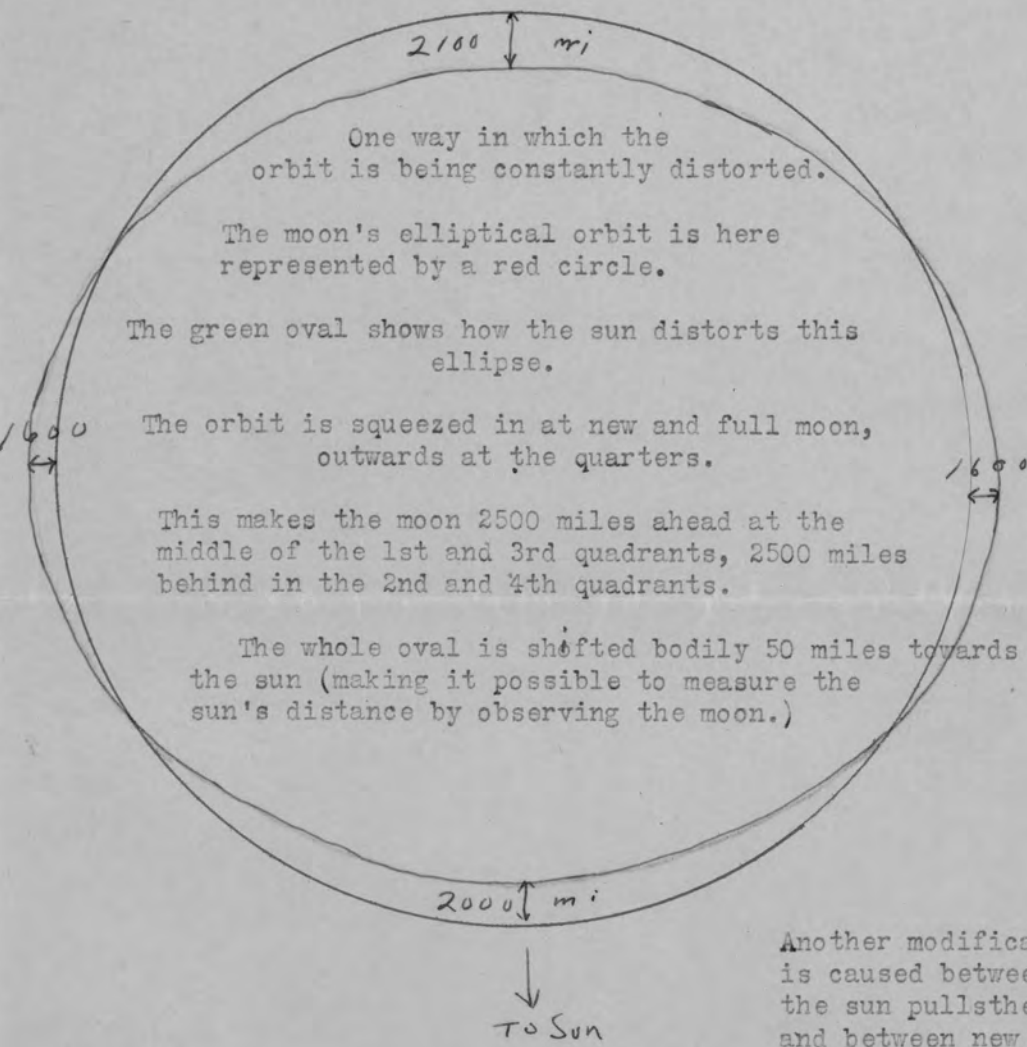 2100 mi
One way in which the
orbit is being constantly distorted.
The moon's elliptical orbit is here
represented by a red circle.
The green oval shows how the sun distorts this
ellipse.
The orbit is squeezed in at new and full moon,
outwards at the quarters.
1600
1600
This makes the moon 2500 miles ahead at the
middle of the 1st and 3rd quadrants, 2500 miles
behind in the 2nd and 4th quadrants.
The whole oval is shifted bodily 50 miles towards
the sun (making it possible to measure the
sun's distance by observing the moon.)
2000 mi
To Sun
Another modifica
is caused betwee
the sun pullsthe
and between new